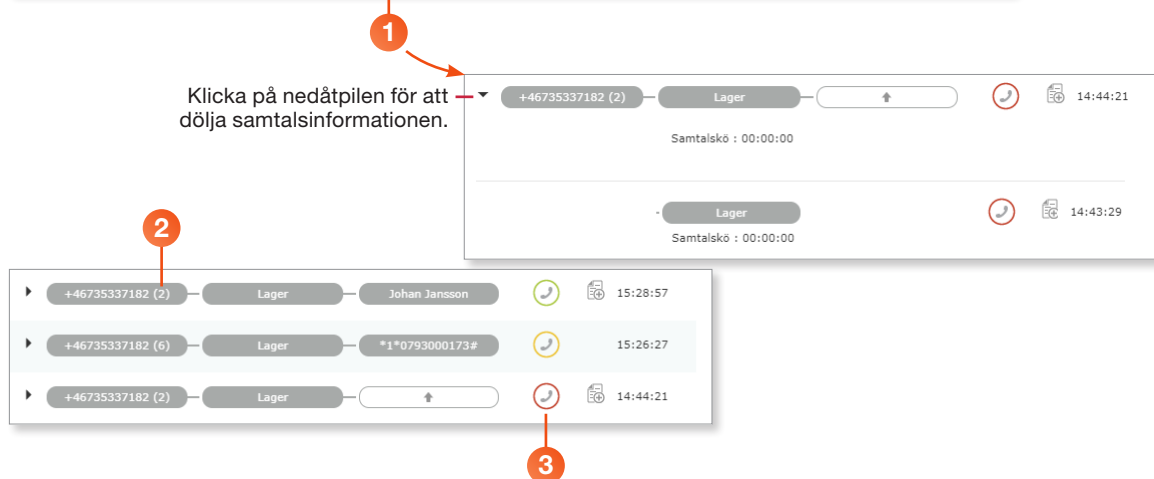 1
Klicka på nedåtpilen för att
dölja samtalsinformationen.
+46735337182 (2) Lager 14:44:21
Samtalskö : 00:00:00
- Lager 14:43:29
Samtalskö : 00:00:00
2
+46735337182 (2) Lager Johan Jansson 15:28:57
+46735337182 (6) Lager *1*0793000173# 15:26:27
+46735337182 (2) Lager 14:44:21
3